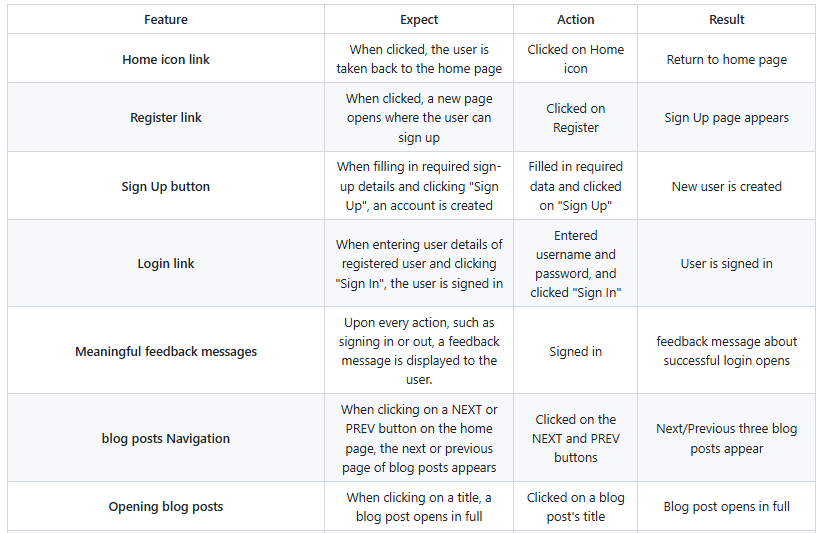 Feature Expect Action Result
Home icon link
When clicked, the user is
taken back to the home page
Clicked on Home
icon
Return to home page
Register link
When clicked, a new page
opens where the user can
sign up
Clicked on
Register
Sign Up page appears
Sign Up button
When filling in required sign-
up details and clicking "Sign
Up", an account is created
Filled in required
data and clicked
on "Sign Up"
New user is created
Login link
When entering user details of
registered user and clicking
"Sign In", the user is signed in
Entered
username and
password, and
clicked "Sign In"
User is signed in
Meaningful feedback messages
Upon every action, such as
signing in or out, a feedback
message is displayed to the
user.
Signed in
feedback message about
successful login opens
blog posts Navigation
When clicking on a NEXT or
PREV button on the home
page, the next or previous
page of blog posts appears
Clicked on the
NEXT and PREV
buttons
Next/Previous three blog
posts appear
Opening blog posts
When clicking on a title, a
blog post opens in full
Clicked on a blog
post's title
Blog post opens in full